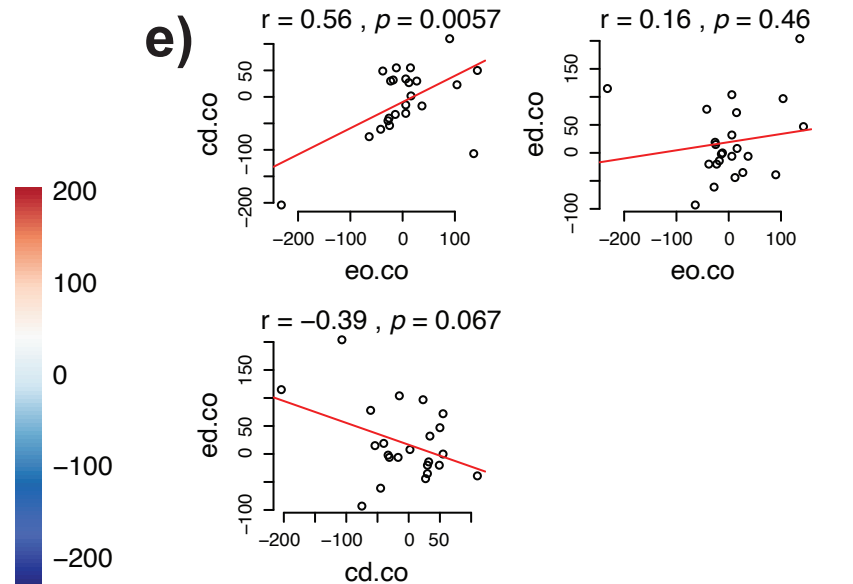 e)
r = 0.56 , p = 0.0057
cd.co
50
0
−100
−200
−200 −100 0 100
eo.co
r = 0.16 , p = 0.46
ed.co
150
50
0
−100
−200 −100 0 100
eo.co
200
100
0
−100
−200
r = −0.39 , p = 0.067
ed.co
150
50
0
−100
−200 −100 0 50
cd.co